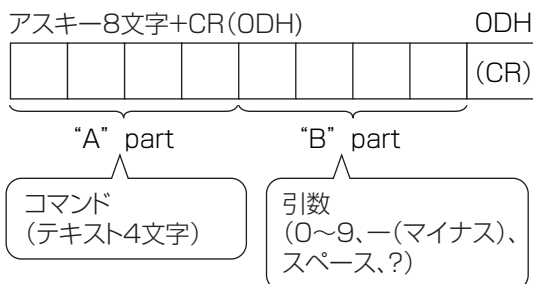 アスキー8文字+CR(0DH)
0DH
(CR)
“A” part
“B” part
コマンド
(テキスト4文字)
引数
(0〜9、ー(マイナス)、
スペース、?)